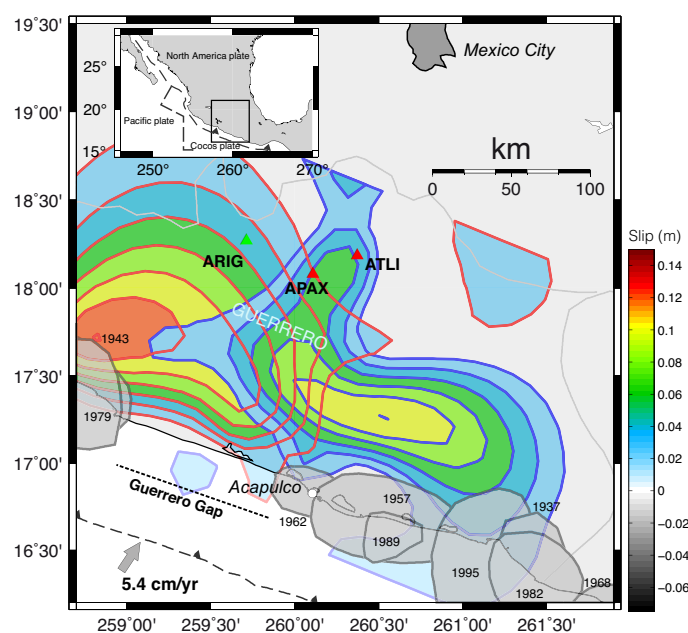 19°30'
19°00'
18°30'
18°00'
17°30'
17°00'
16°30'
25°
20°
15°
250°
260°
270°
North America plate
Pacific plate
Cocos plate
Mexico City
km
0 50 100
ARIG
ATLI
APAX
GUERRERO
1943
1979
Acapulco
Guerrero Gap
1962
1957
1937
1989
1995
1982
1968
5.4 cm/yr
259°00'
259°30'
260°00'
260°30'
261°00'
261°30'
Slip (m)
0.14
0.12
0.1
0.08
0.06
0.04
0.02
0
−0.02
−0.04
−0.06